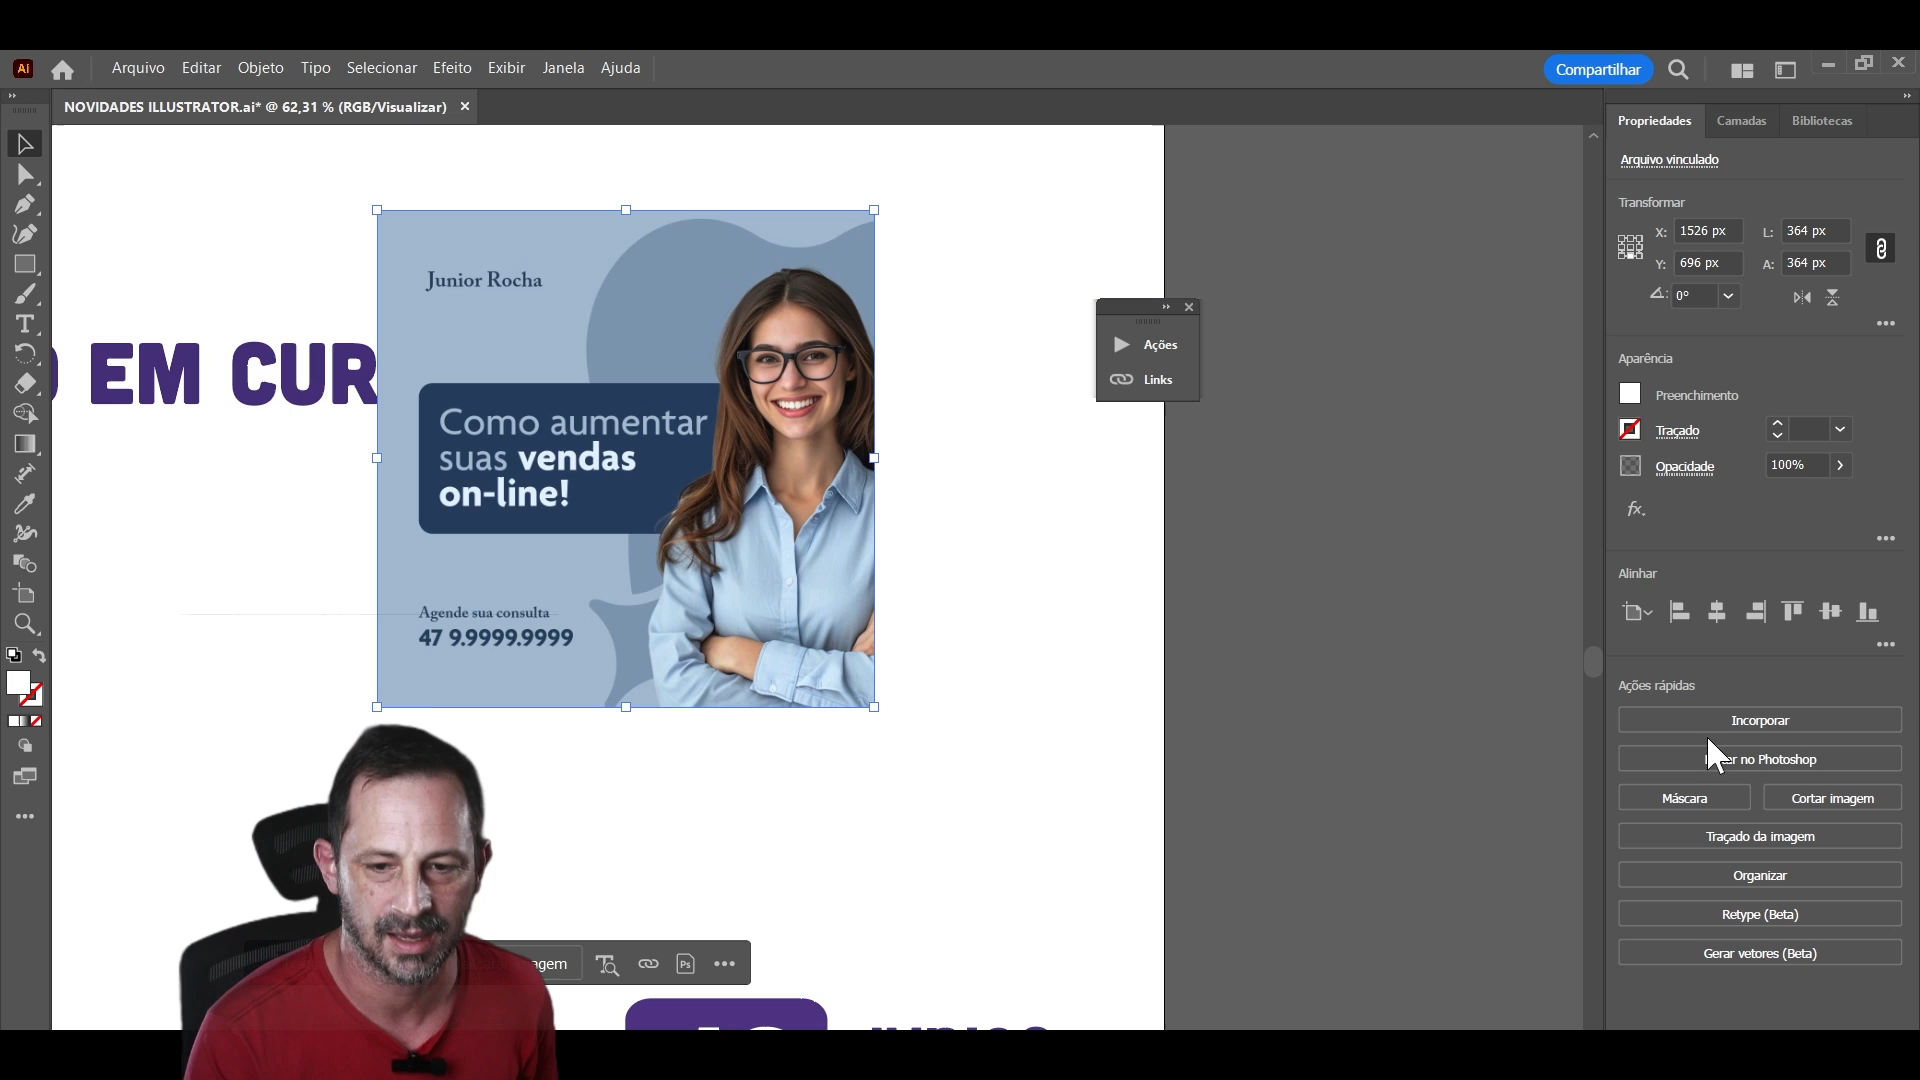 Ai
Arquivo Editar Objeto Tipo Selecionar Efeito Exibir Janela Ajuda
Compartilhar
NOVIDADES ILLUSTRATOR.ai* @ 62,31 % (RGB/Visualizar)
Propriedades Camadas Bibliotecas
Arquivo vinculado
Transformar
X: 1526 px L: 364 px
Y: 696 px A: 364 px
0°
Aparência
Preenchimento
Traçado
Opacidade 100%
fx.
Alinhar
Ações rápidas
Incorporar
no Photoshop
Máscara Cortar imagem
Traçado da imagem
Organizar
Retype (Beta)
Gerar vetores (Beta)
Ações
Links
EM CUR
Junior Rocha
Como aumentar
suas vendas
on-line!
Agende sua consulta
47 9.9999.9999
agem
Ps